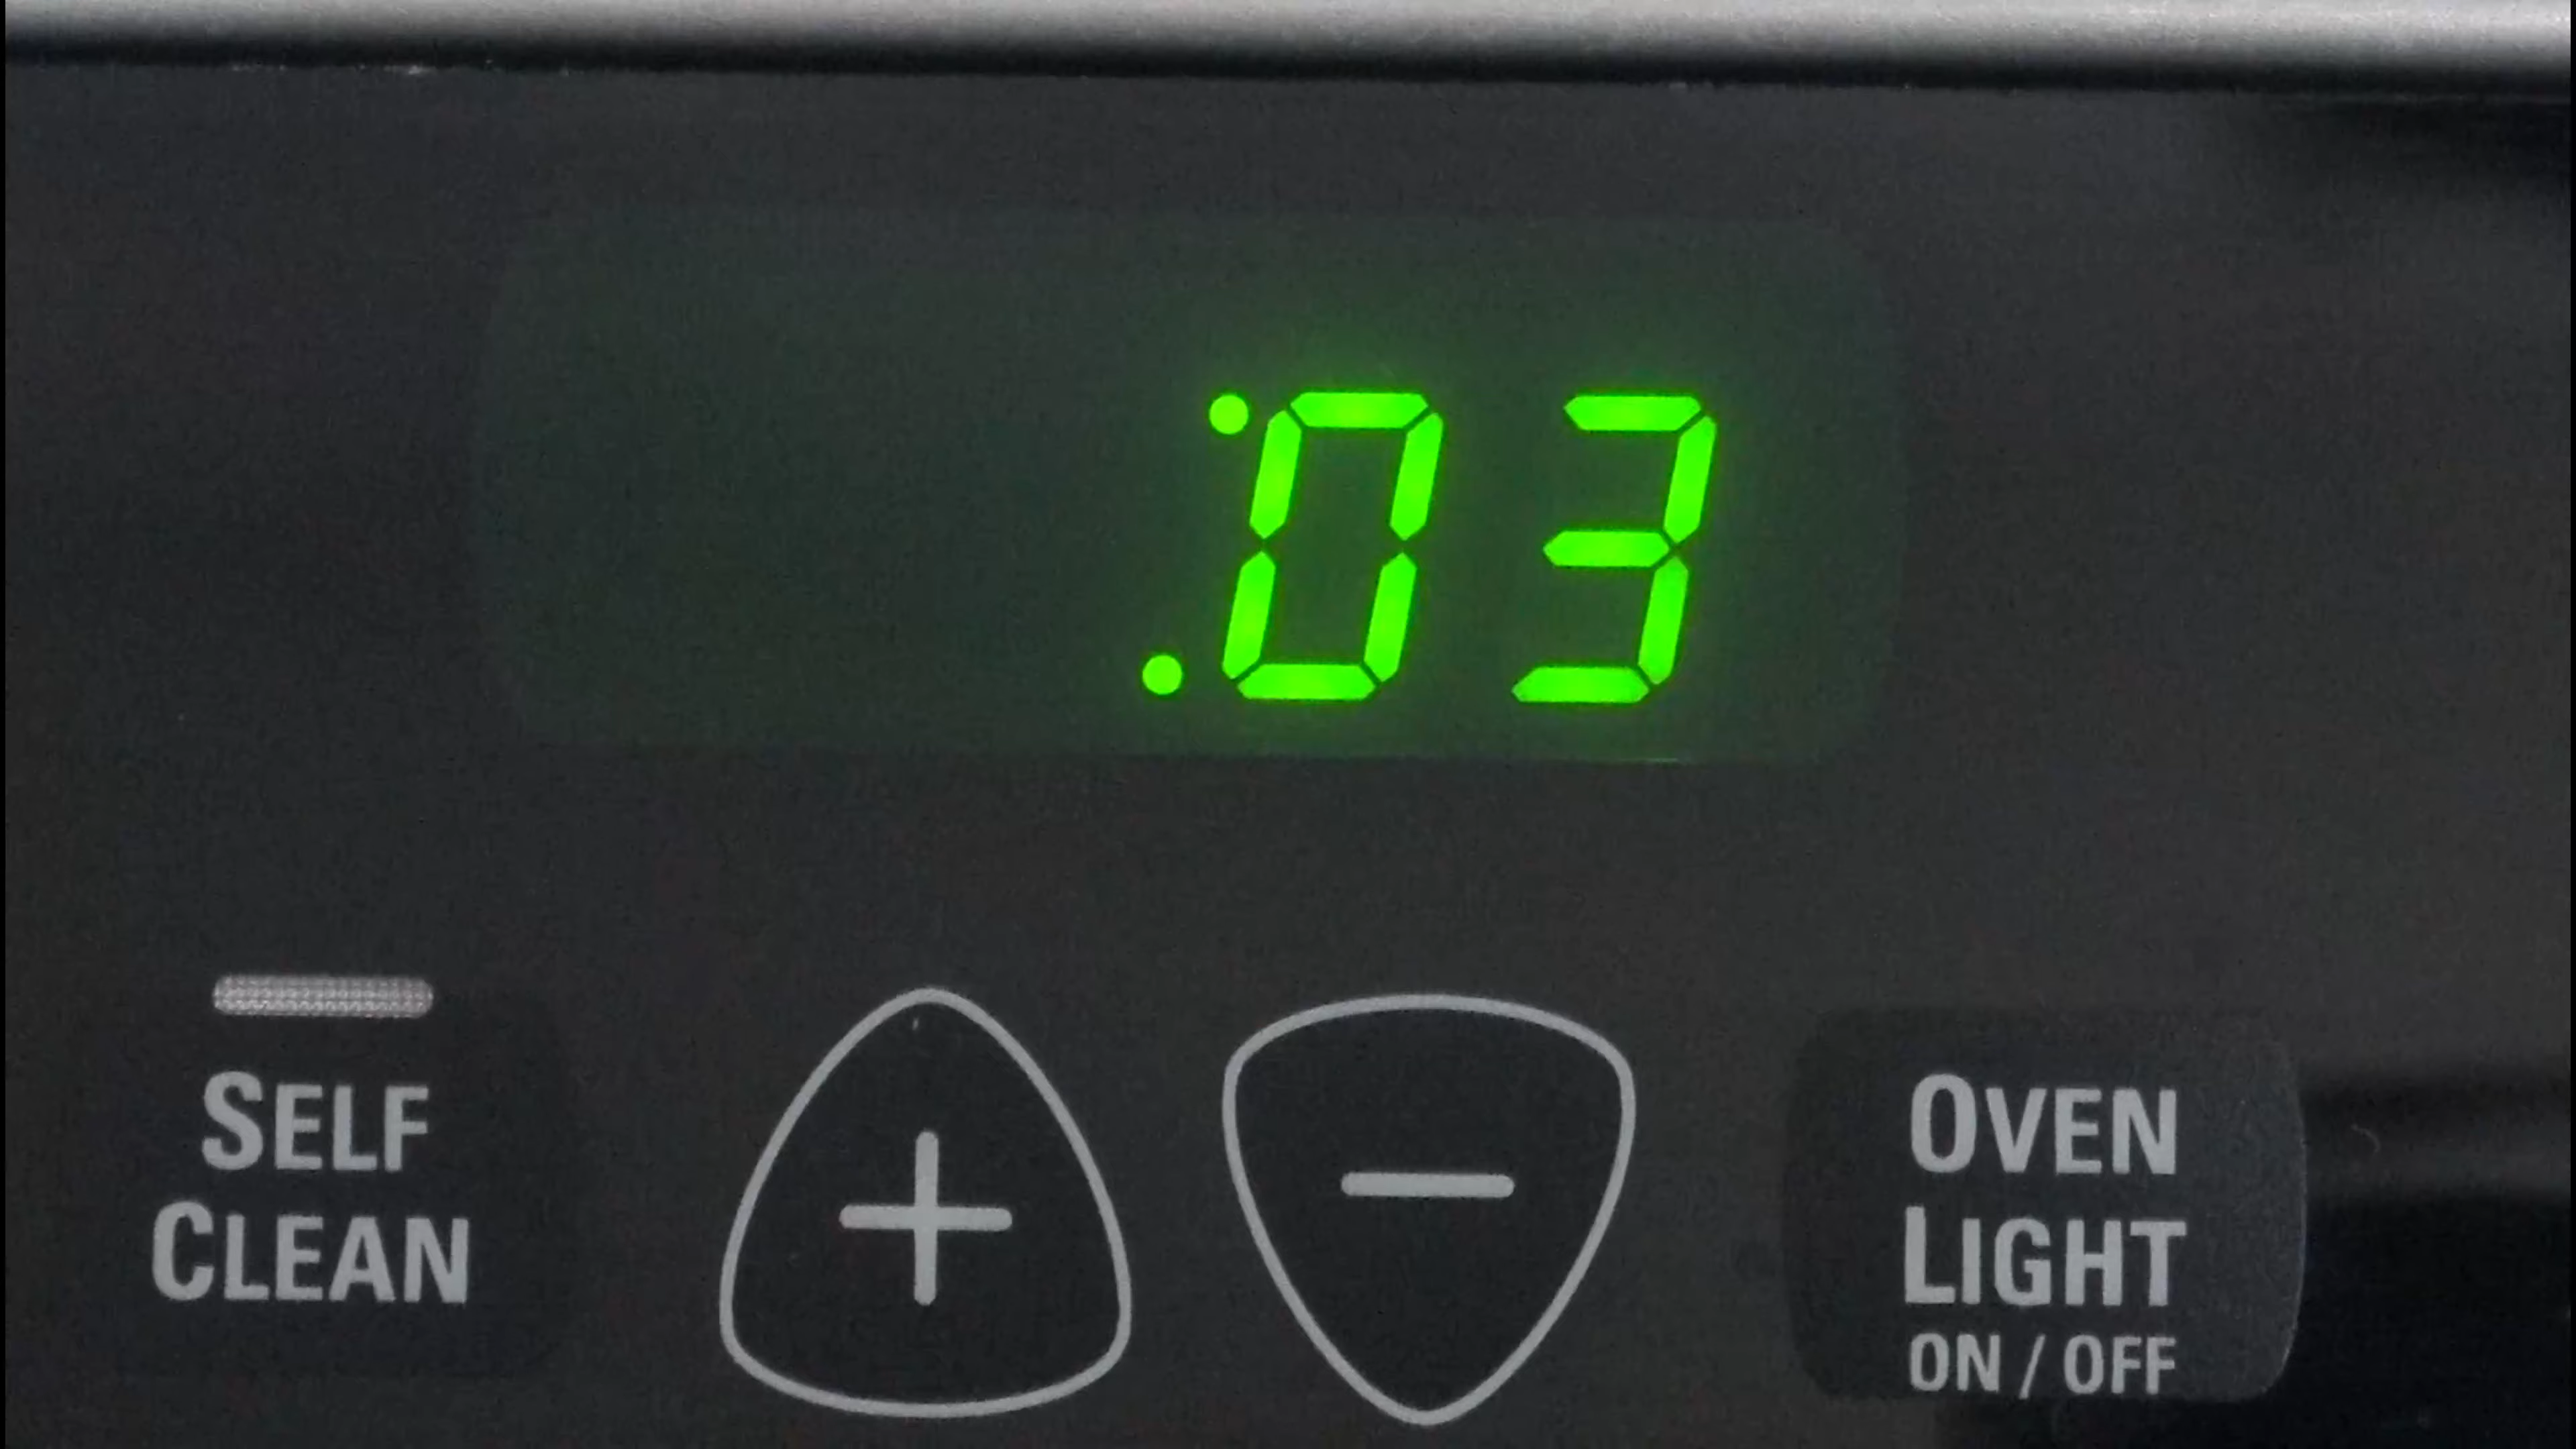 :03
SELF
CLEAN
+
−
OVEN
LIGHT
ON / OFF